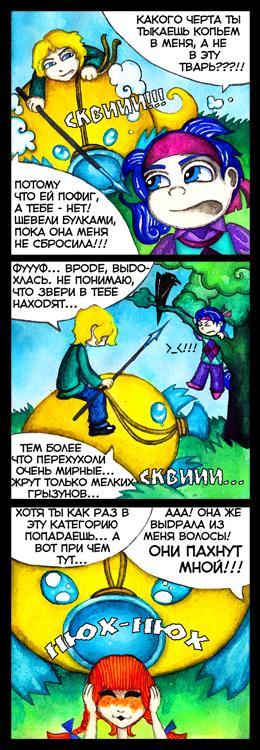 КАКОГО ЧЕРТА ТЫ
ТЫКАЕШЬ КОПЬЕМ
В МЕНЯ, А НЕ
В ЭТУ
ТВАРЬ???!!
СКВИИИ!!!
ПОТОМУ
ЧТО ЕЙ ПОФИГ,
А ТЕБЕ - НЕТ!
ШЕВЕЛИ БУЛКАМИ,
ПОКА ОНА МЕНЯ
НЕ СБРОСИЛА!!!
ФУУУФ... ВРОДЕ, ВЫДО-
ХЛАСЬ. НЕ ПОНИМАЮ,
ЧТО ЗВЕРИ В ТЕБЕ
НАХОДЯТ...
>_<!!!
ТЕМ БОЛЕЕ
ЧТО ПЕРЕУХОЛИ
ОЧЕНЬ МИРНЫЕ...
ЖРУТ ТОЛЬКО МЕЛКИХ
ГРЫЗУНОВ...
СКВИИИ...
ХОТЯ ТЫ КАК РАЗ В
ЭТУ КАТЕГОРИЮ
ПОПАДАЕШЬ... А
ВОТ ПРИ ЧЕМ
ТУТ...
ААА! ОНА ЖЕ
ВЫДРАЛА ИЗ
МЕНЯ ВОЛОСЫ!
ОНИ ПАХНУТ
МНОЙ!!!
НЮХ-НЮХ